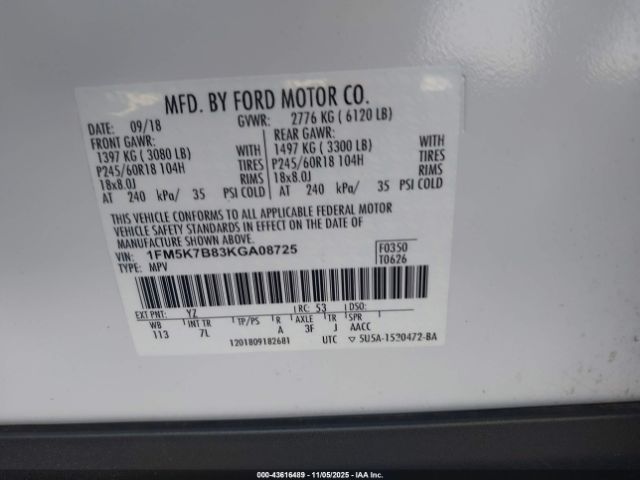 MFD. BY FORD MOTOR CO.
DATE: 09/18 GVWR: 2776 KG ( 6120 LB)
FRONT GAWR: REAR GAWR:
1397 KG ( 3080 LB) WITH 1497 KG ( 3300 LB) WITH
P245/60R18 104H TIRES P245/60R18 104H TIRES
18x8.0J RIMS 18x8.0J RIMS
AT 240 kPa/ 35 PSI COLD AT 240 kPa/ 35 PSI COLD
THIS VEHICLE CONFORMS TO ALL APPLICABLE FEDERAL MOTOR
VEHICLE SAFETY AND BUMPER STANDARDS IN EFFECT ON THE DATE OF
MANUFACTURE SHOWN ABOVE.
VIN: 1FM5K7B83KGA08725 F0350
TYPE: MPV T0626
EXT PNT: YZ RC: 53 DSO:
WB INT TR TP/PS R AXLE TR SPR
113 7L A 3F J AACC
1201809182681 UTC ▽ 5U5A-1520472-BA
000-43616489 - 11/05/2025 - IAA Inc.